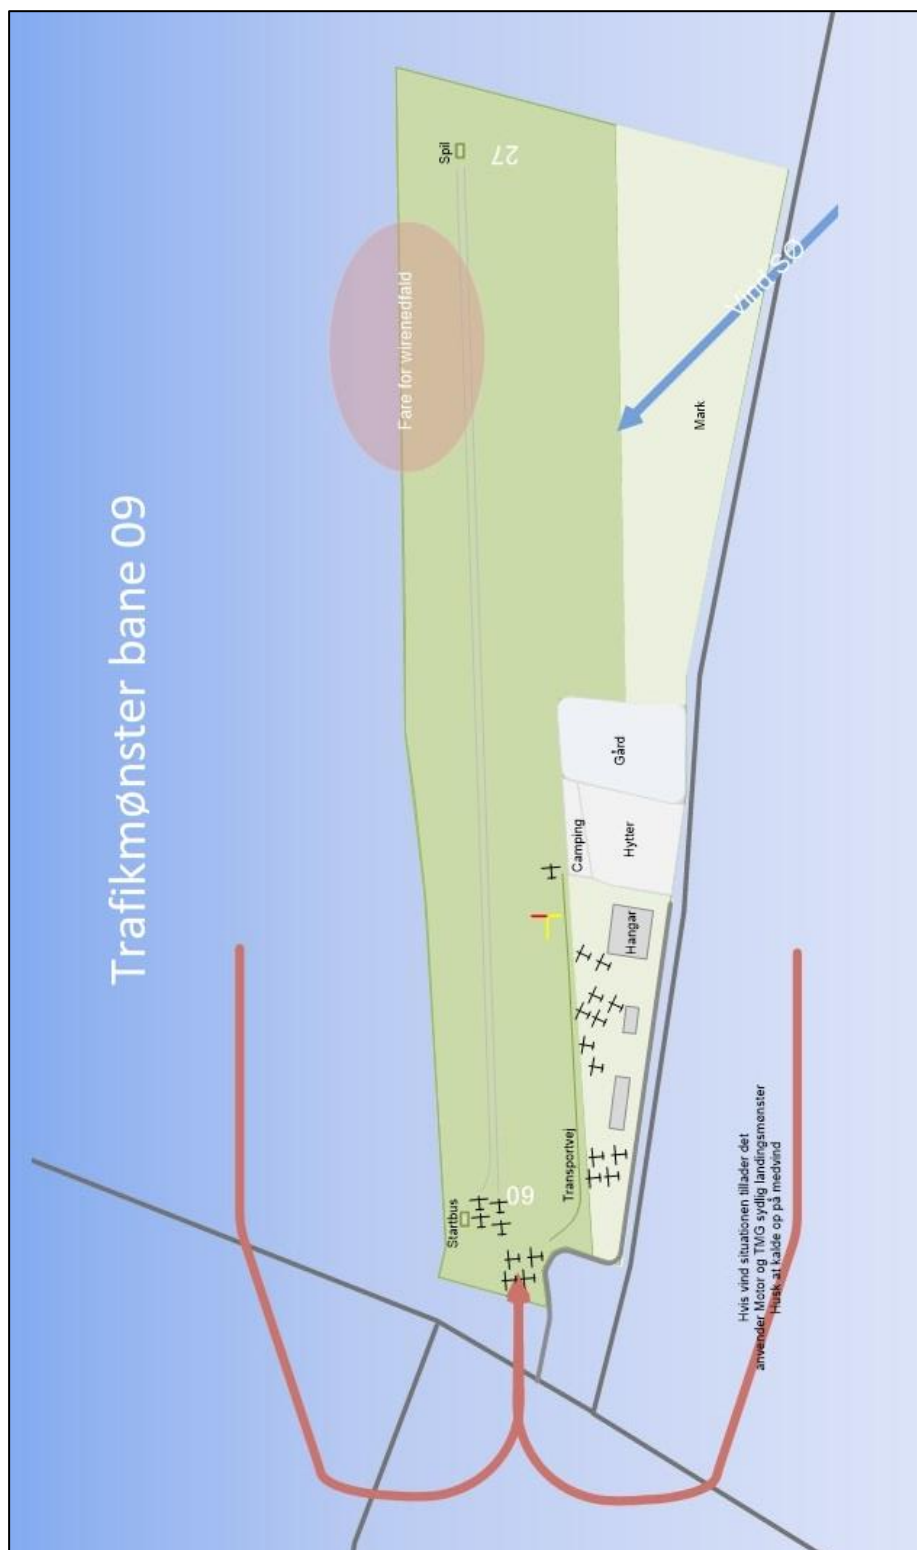 Trafikmønster bane 09
Spil
27
Fare for wirenedfald
Vind SØ
Mark
Gård
Camping
Hytter
Hangar
Startbus
09
Transportvej
Hvis vind situationen tillader det
anvender Motor og TMG sydlig landingsmønster
Husk at kalde op på medvind